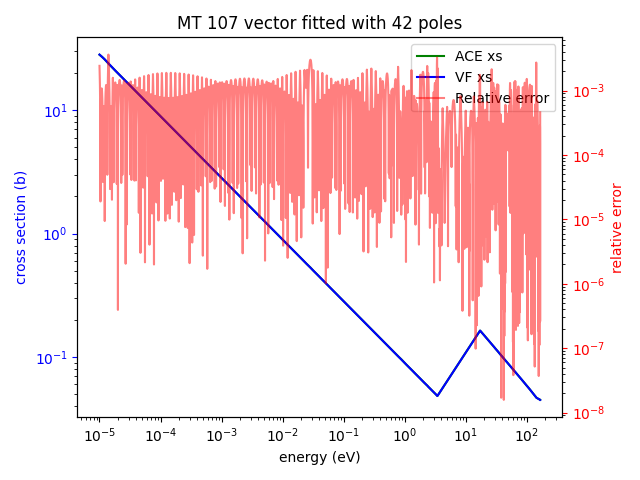 MT 107 vector fitted with 42 poles
ACE xs
VF xs
Relative error
cross section (b)
10¹
10⁰
10⁻¹
10⁻³
10⁻⁴
10⁻⁵
10⁻⁶
10⁻⁷
10⁻⁸
relative error
10⁻⁵ 10⁻⁴ 10⁻³ 10⁻² 10⁻¹ 10⁰ 10¹ 10²
energy (eV)